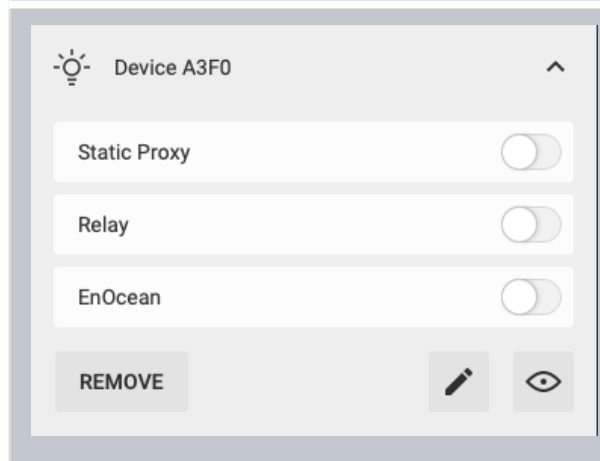 Device A3F0
Static Proxy
Relay
EnOcean
REMOVE